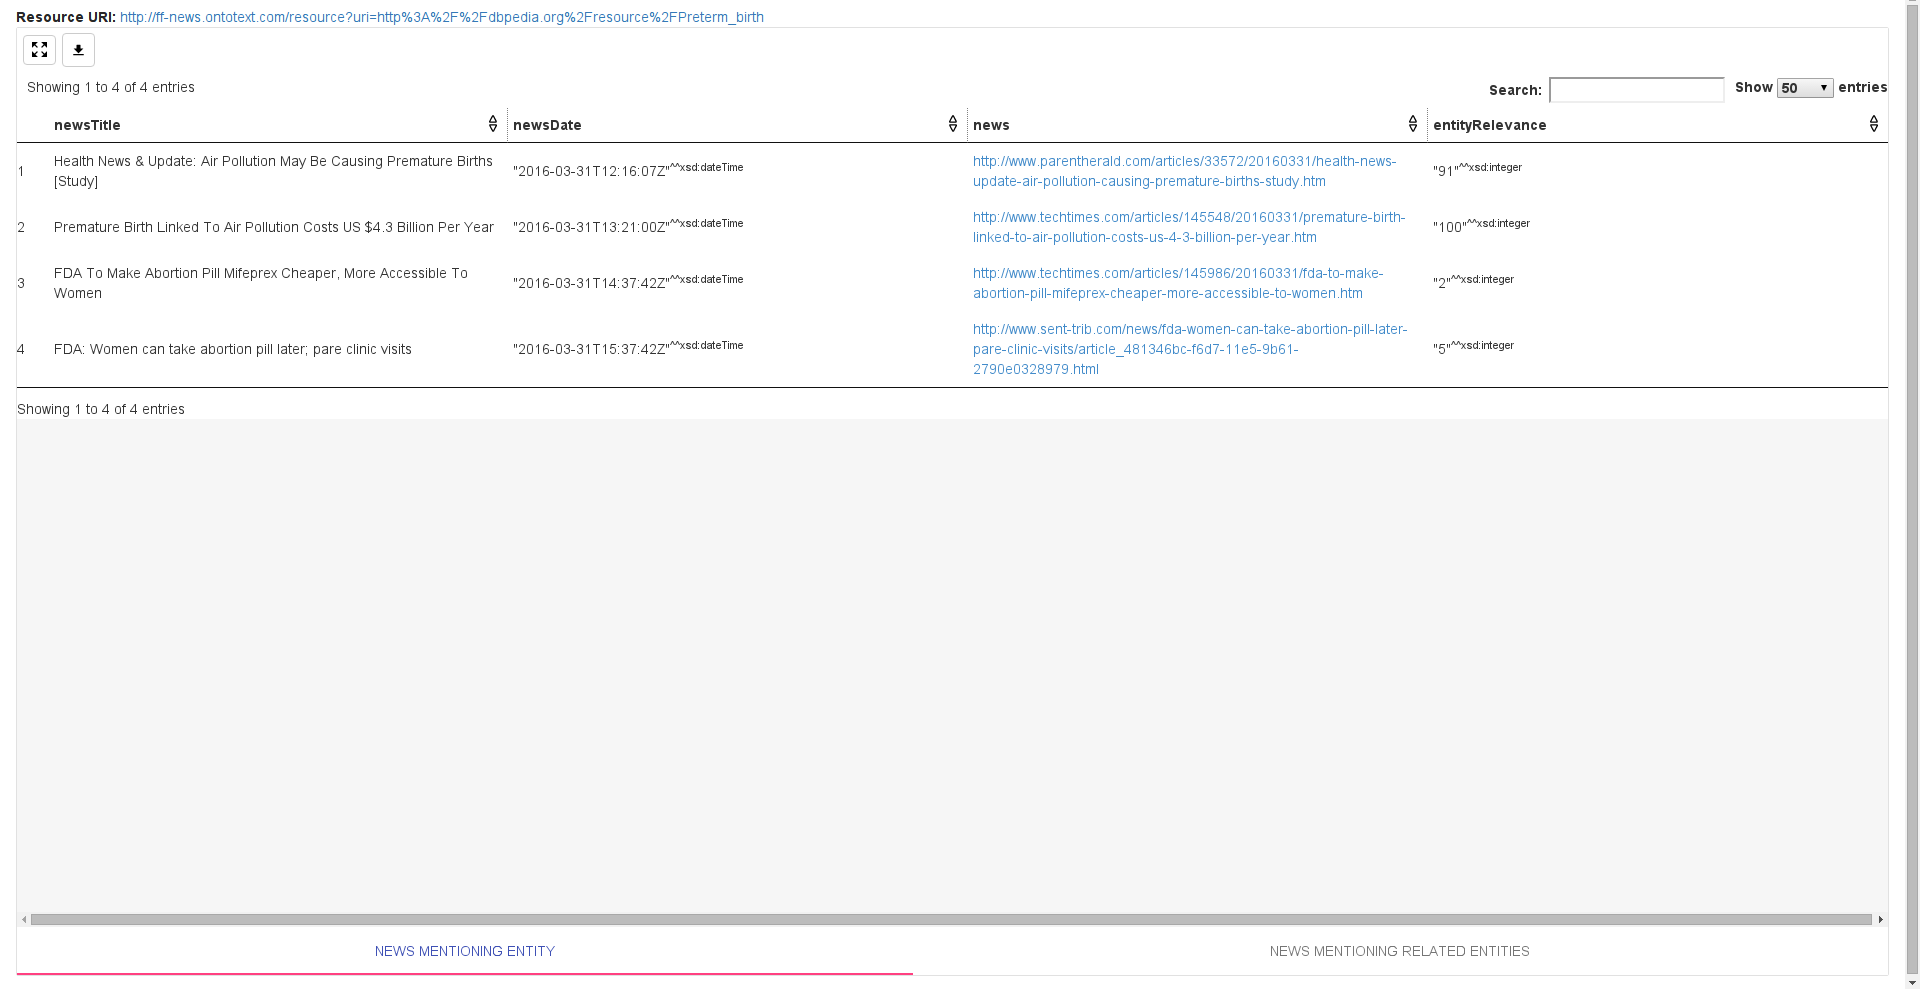 Resource URI: http://ff-news.ontotext.com/resource?uri=http%3A%2F%2Fdbpedia.org%2Fresource%2FPreterm_birth
Showing 1 to 4 of 4 entries
Search: Show 50 entries
newsTitle newsDate news entityRelevance
1 Health News & Update: Air Pollution May Be Causing Premature Births
[Study]
"2016-03-31T12:16:07Z"^^xsd:dateTime
http://www.parentherald.com/articles/33572/20160331/health-news-
update-air-pollution-causing-premature-births-study.htm
"91"^^xsd:integer
2 Premature Birth Linked To Air Pollution Costs US $4.3 Billion Per Year
"2016-03-31T13:21:00Z"^^xsd:dateTime
http://www.techtimes.com/articles/145548/20160331/premature-birth-
linked-to-air-pollution-costs-us-4-3-billion-per-year.htm
"100"^^xsd:integer
3 FDA To Make Abortion Pill Mifeprex Cheaper, More Accessible To
Women
"2016-03-31T14:37:42Z"^^xsd:dateTime
http://www.techtimes.com/articles/145986/20160331/fda-to-make-
abortion-pill-mifeprex-cheaper-more-accessible-to-women.htm
"2"^^xsd:integer
4 FDA: Women can take abortion pill later; pare clinic visits
"2016-03-31T15:37:42Z"^^xsd:dateTime
http://www.sent-trib.com/news/fda-women-can-take-abortion-pill-later-
pare-clinic-visits/article_481346bc-f6d7-11e5-9b61-
2790e0328979.html
"5"^^xsd:integer
Showing 1 to 4 of 4 entries
NEWS MENTIONING ENTITY NEWS MENTIONING RELATED ENTITIES